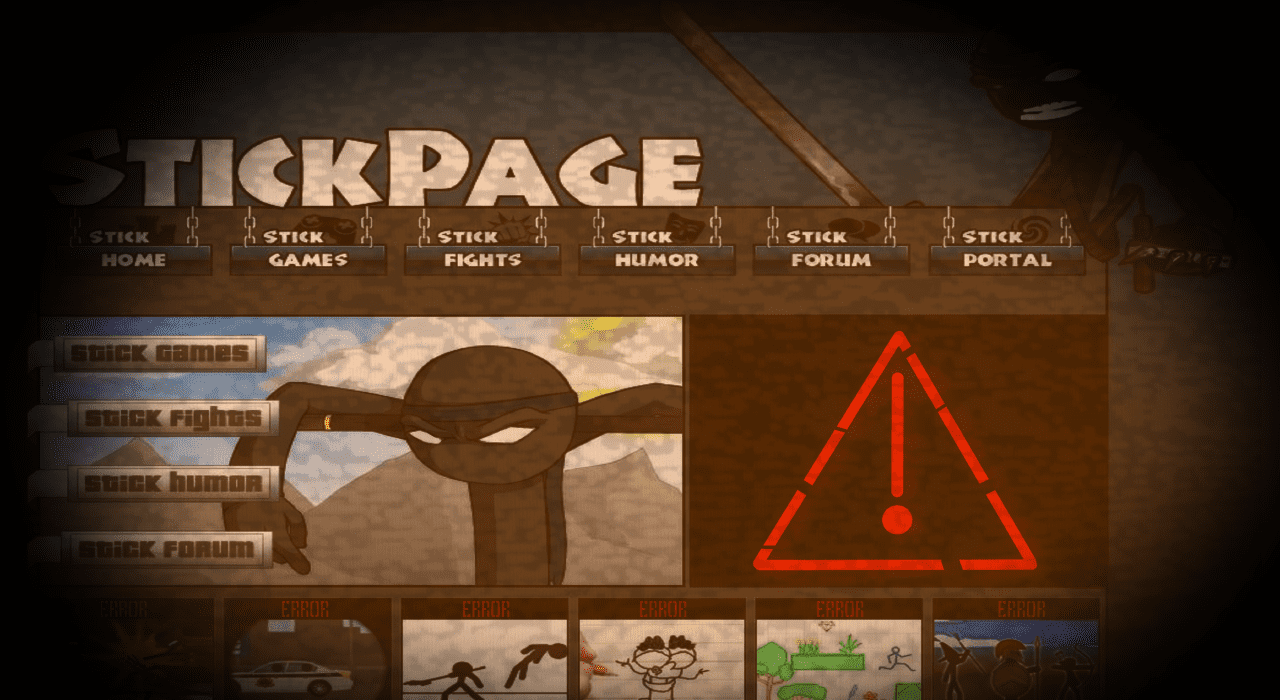 STICKPAGE
STICK HOME
STICK GAMES
STICK FIGHTS
STICK HUMOR
STICK FORUM
STICK PORTAL
STICK GAMES
STICK FIGHTS
STICK HUMOR
STICK FORUM
ERROR
ERROR
ERROR
ERROR
ERROR
ERROR